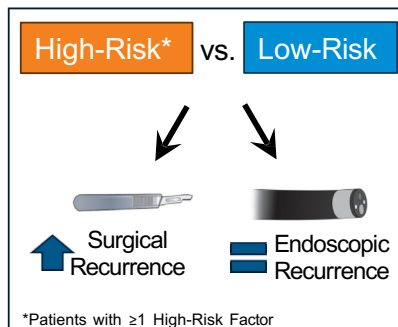 High-Risk* vs. Low-Risk
Surgical Recurrence
Endoscopic Recurrence
*Patients with ≥1 High-Risk Factor